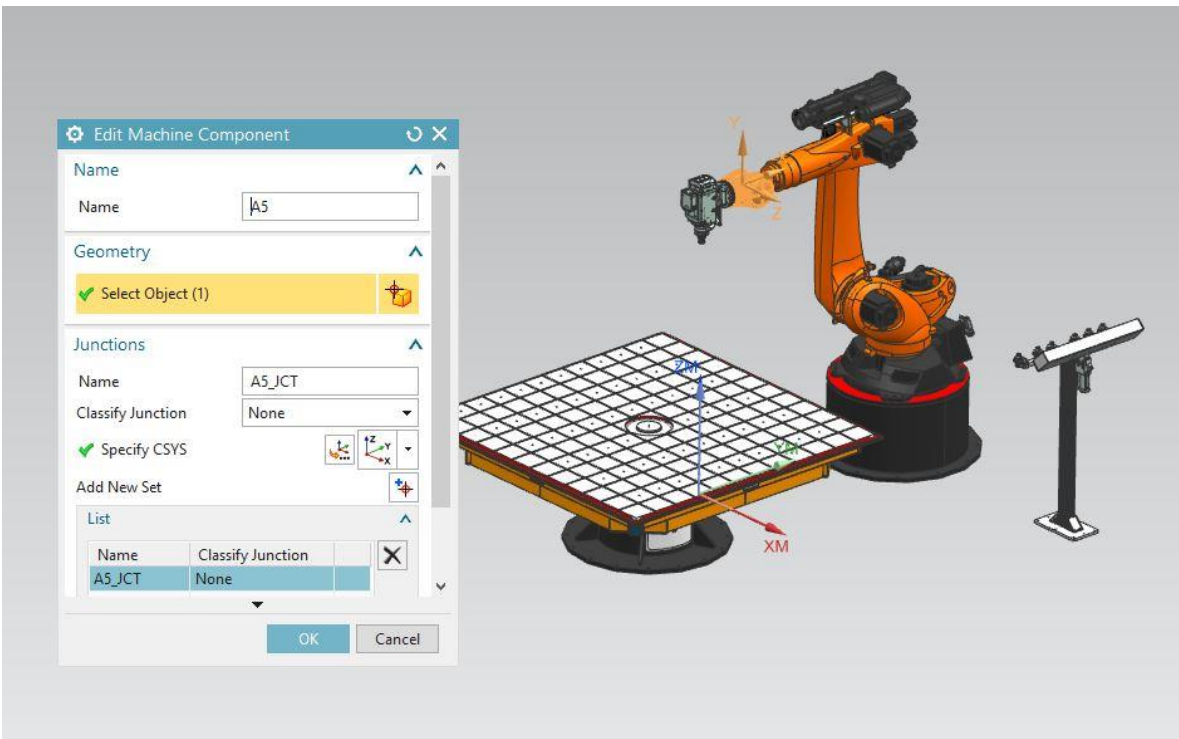 Edit Machine Component
Name
Name A5
Geometry
Select Object (1)
Junctions
Name A5_JCT
Classify Junction None
Specify CSYS
Z
Y
X
Add New Set
List
Name Classify Junction
A5_JCT None
OK Cancel
Y
Z
ZM
YM
XM